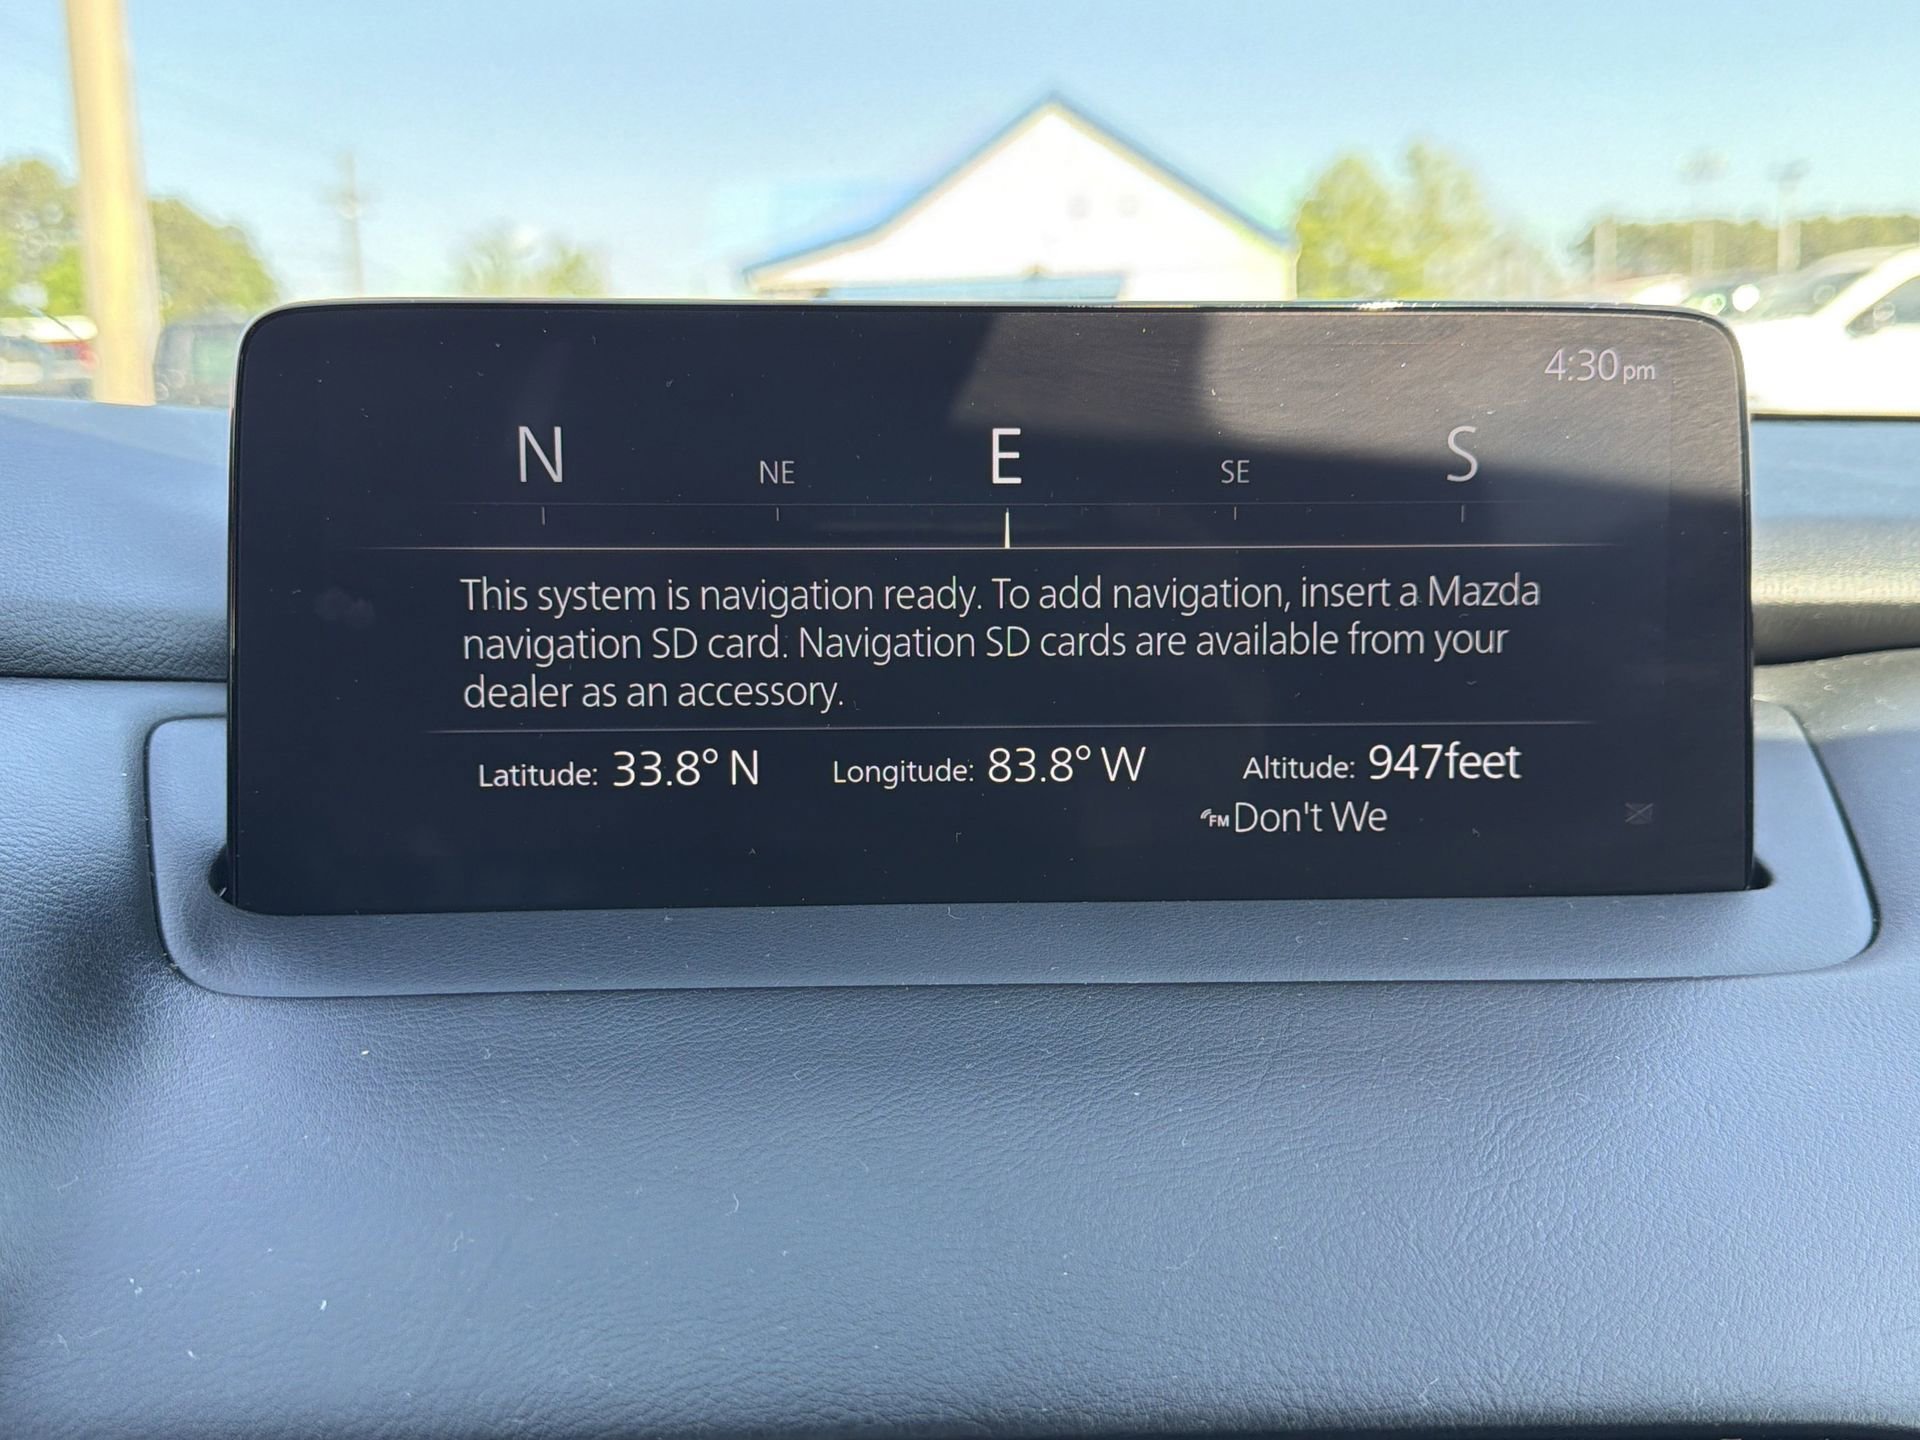 4:30pm
N NE E SE S
This system is navigation ready. To add navigation, insert a Mazda
navigation SD card. Navigation SD cards are available from your
dealer as an accessory.
Latitude: 33.8° N Longitude: 83.8° W Altitude: 947feet
FM Don't We